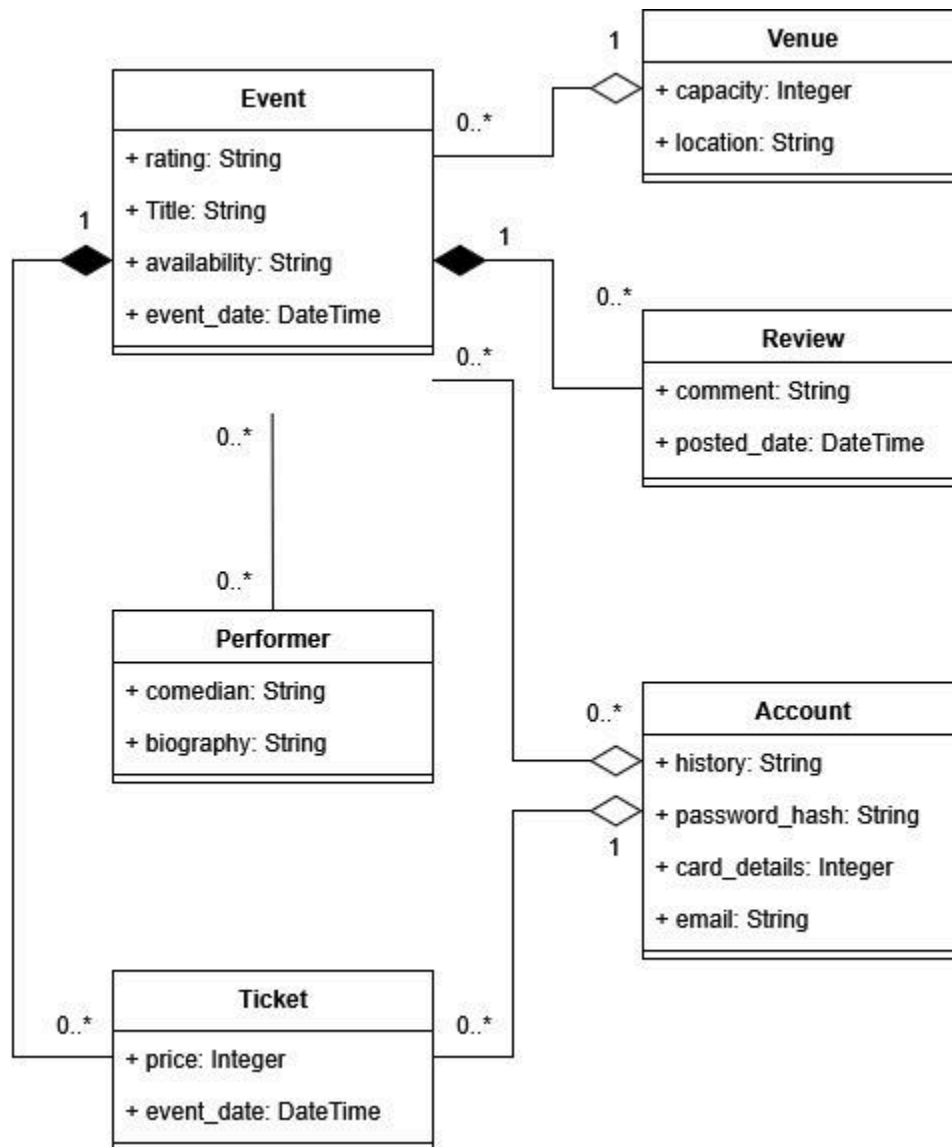 Venue
+ capacity: Integer
+ location: String
1
0..*
Event
+ rating: String
+ Title: String
+ availability: String
+ event_date: DateTime
1
1
0..*
Review
+ comment: String
+ posted_date: DateTime
0..*
0..*
0..*
Performer
+ comedian: String
+ biography: String
0..*
Account
+ history: String
+ password_hash: String
+ card_details: Integer
+ email: String
1
0..*
0..*
Ticket
+ price: Integer
+ event_date: DateTime